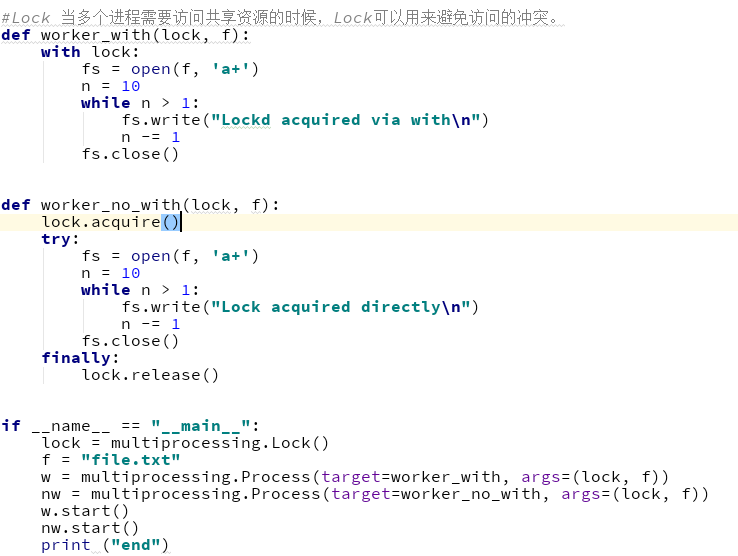 #Lock 当多个进程需要访问共享资源的时候，Lock可以用来避免访问的冲突。
def worker_with(lock, f):
    with lock:
        fs = open(f, 'a+')
        n = 10
        while n > 1:
            fs.write("Lockd acquired via with\n")
            n -= 1
        fs.close()
def worker_no_with(lock, f):
    lock.acquire()
    try:
        fs = open(f, 'a+')
        n = 10
        while n > 1:
            fs.write("Lock acquired directly\n")
            n -= 1
        fs.close()
    finally:
        lock.release()
if __name__ == "__main__":
    lock = multiprocessing.Lock()
    f = "file.txt"
    w = multiprocessing.Process(target=worker_with, args=(lock, f))
    nw = multiprocessing.Process(target=worker_no_with, args=(lock, f))
    w.start()
    nw.start()
    print ("end")